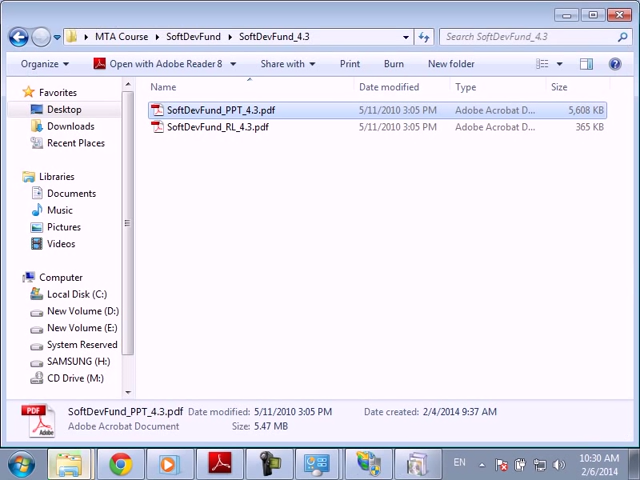 MTA Course SoftDevFund SoftDevFund_4.3 Search SoftDevFund_4.3
Organize Open with Adobe Reader 8 Share with Print Burn New folder
Name Date modified Type Size
SoftDevFund_PPT_4.3.pdf 5/11/2010 3:05 PM Adobe Acrobat D... 5,608 KB
SoftDevFund_RL_4.3.pdf 5/11/2010 3:05 PM Adobe Acrobat D... 365 KB
Favorites
Desktop
Downloads
Recent Places
Libraries
Documents
Music
Pictures
Videos
Computer
Local Disk (C:)
New Volume (D:)
New Volume (E:)
System Reserved
SAMSUNG (H:)
CD Drive (M:)
PDF
Adobe
SoftDevFund_PPT_4.3.pdf Date modified: 5/11/2010 3:05 PM Date created: 2/4/2014 9:37 AM
Adobe Acrobat Document Size: 5.47 MB
EN 10:30 AM
2/6/2014